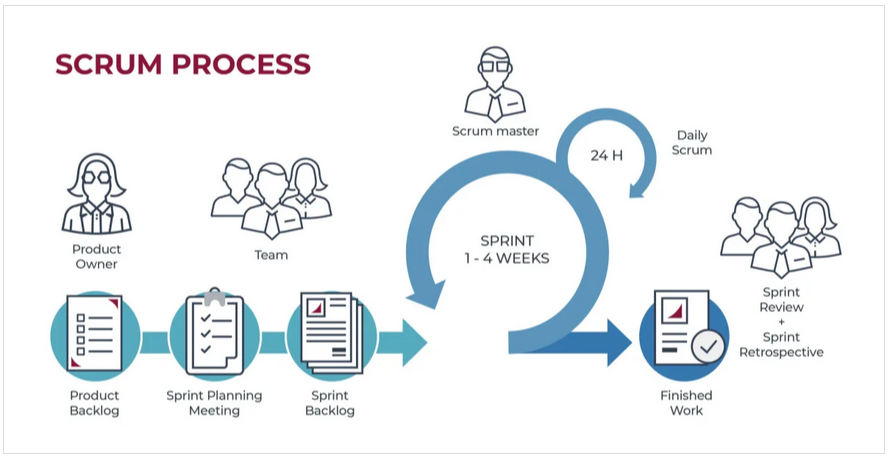 SCRUM PROCESS
Scrum master
24 H
Daily
Scrum
Product
Owner
Team
SPRINT
1 - 4 WEEKS
Sprint
Review
+
Sprint
Retrospective
Product
Backlog
Sprint Planning
Meeting
Sprint
Backlog
Finished
Work